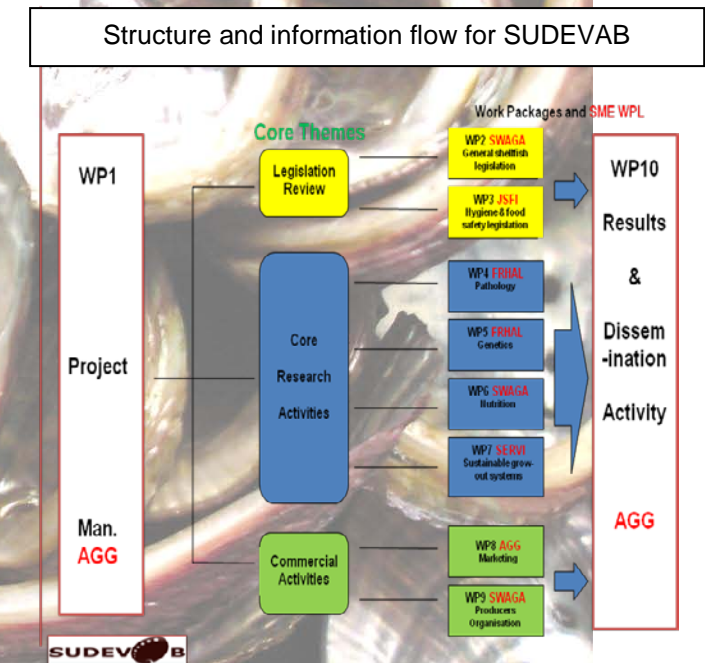 Structure and information flow for SUDEVAB
Work Packages and SME WPL
Core Themes
WP1
Project
Man.
AGG
Legislation
Review
WP2 SWAGA
General shellfish
legislation
WP3 JSFI
Hygiene & food
safety legislation
Core
Research
Activities
WP4 FRHAL
Pathology
WP5 FRHAL
Genetics
WP6 SWAGA
Nutrition
WP7 SERVI
Sustainable grow-
out systems
Commercial
Activities
WP8 AGG
Marketing
WP9 SWAGA
Producers
Organisation
WP10
Results
&
Dissem
-ination
Activity
AGG
SUDEVAB